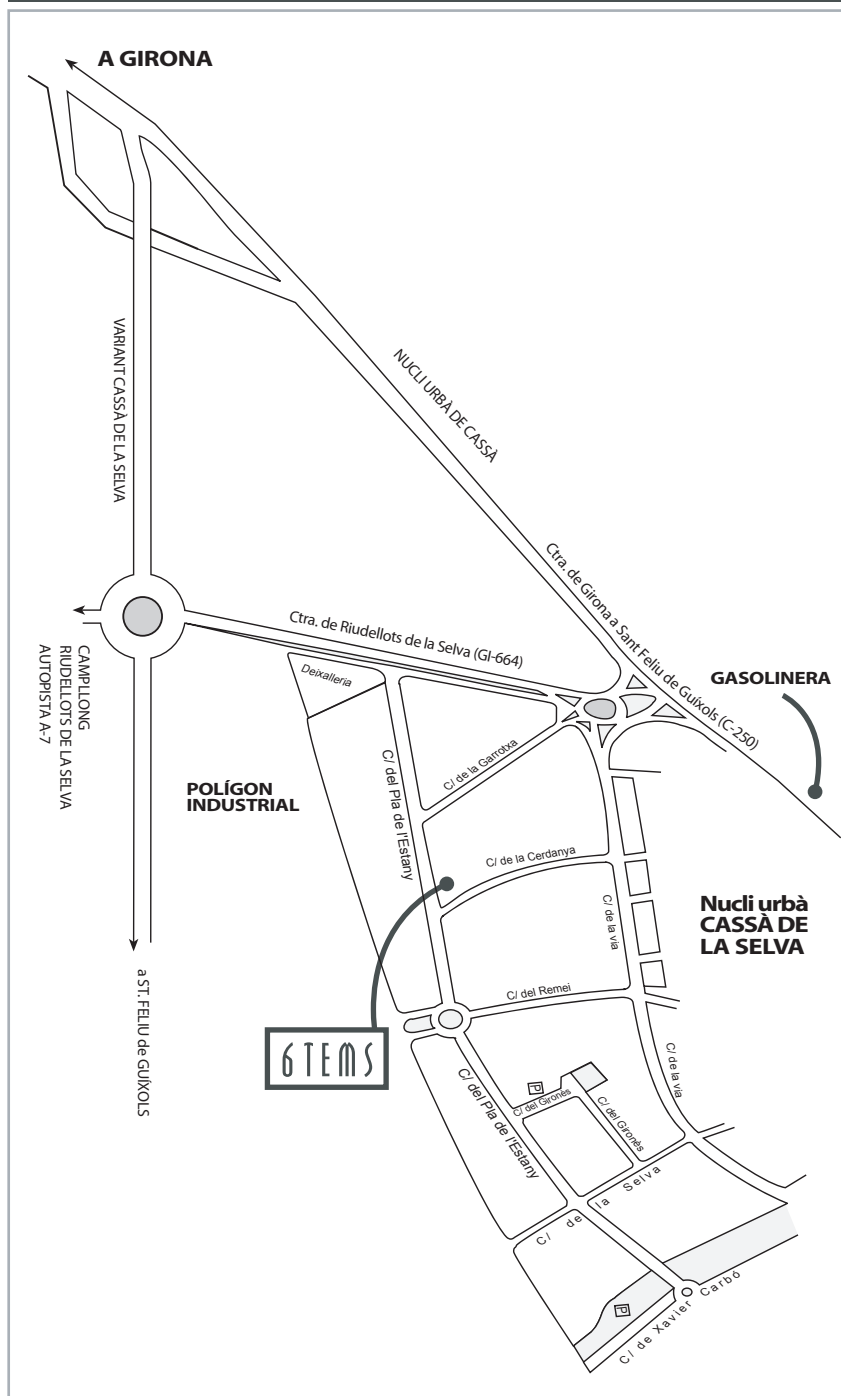 A GIRONA
VARIANT CASSÀ DE LA SELVA
NUCLI URBÀ DE CASSÀ
Ctra. de Girona a Sant Feliu de Guíxols (C-250)
Ctra. de Riudellots de la Selva (GI-664)
CAMPLLONG
RIUDELLOTS DE LA SELVA
AUTOPISTA A-7
Deixalleria
GASOLINERA
C/ de la Garrotxa
C/ del Pla de l'Estany
POLÍGON
INDUSTRIAL
C/ de la Cerdanya
C/ de la via
Nucli urbà
CASSÀ DE
LA SELVA
a ST. FELIU de GUÍXOLS
C/ del Remei
6TEMS
C/ de la via
P
C/ del Gironès
C/ del Gironès
C/ del Pla de l'Estany
C/ de la Selva
P
C/ de Xavier Carbó